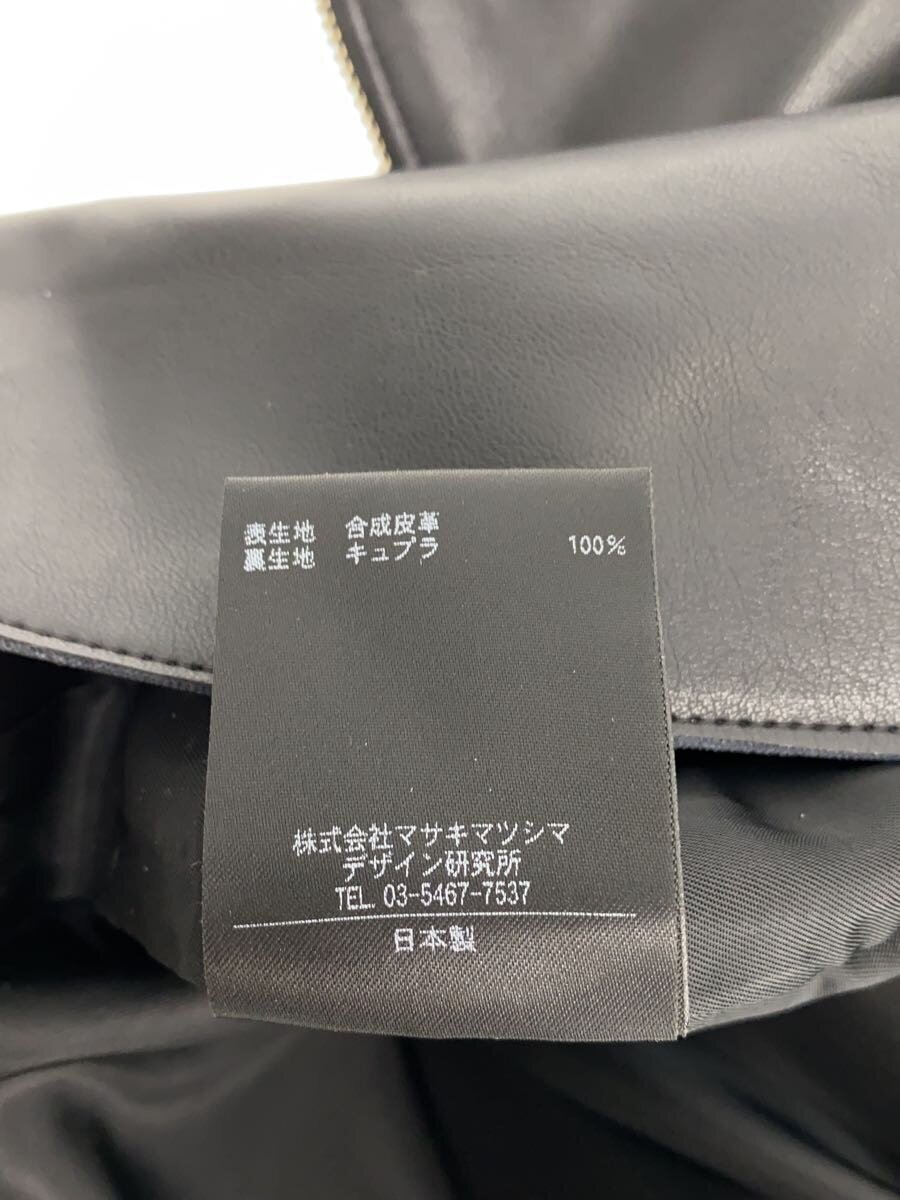 表生地 合成皮革
裏生地 キュプラ 100%
株式会社マサキマツシマ
デザイン研究所
TEL. 03-5467-7537
日本製